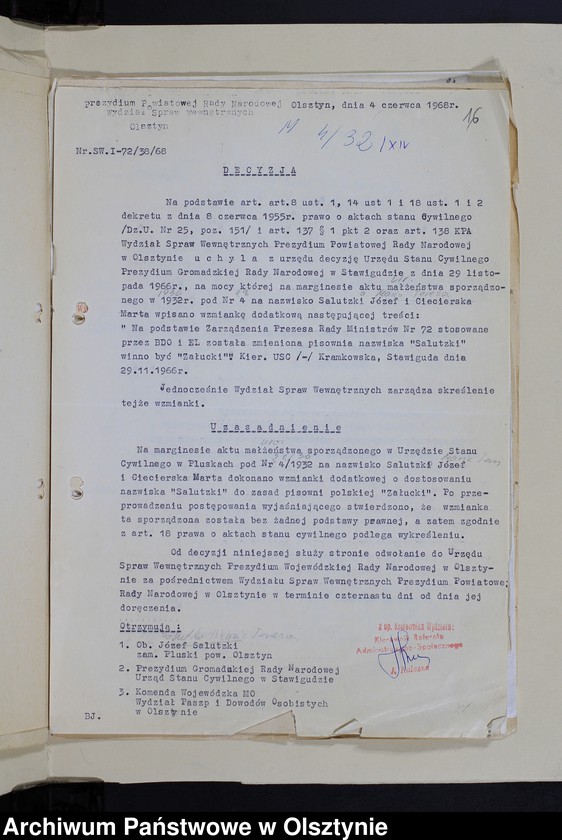 prezydium Powiatowej Rady Narodowej Olsztyn, dnia 4 czerwca 1968r.
Wydział Spraw Wewnętrznych
Olsztyn
16
M 4/32 /XIV
Nr.SW.I-72/38/68
D E C Y Z J A
Na podstawie art. art.8 ust. 1, 14 ust 1 i 18 ust. 1 i 2
dekretu z dnia 8 czerwca 1955r. prawo o aktach stanu cywilnego
/Dz.U. Nr 25, poz. 151/ i art. 137 § 1 pkt 2 oraz art. 138 KPA
Wydział Spraw Wewnętrznych Prezydium Powiatowej Rady Narodowej
w Olsztynie u c h y l a z urzędu decyzję Urzędu Stanu Cywilnego
Prezydium Gromadzkiej Rady Narodowej w Stawigudzie z dnia 29 listo-
pada 1966r., na mocy której na marginesie aktu małżeństwa sporządzo-
nego w 1932r. pod Nr 4 na nazwisko Salutzki Józef i Ciecierska
Marta wpisano wzmiankę dodatkową następującej treści:
" Na podstawie Zarządzenia Prezesa Rady Ministrów Nr 72 stosowane
przez BDO i EL została zmieniona pisownia nazwiska "Salutzki"
winno być "Załucki". Kier. USC /-/ Kramkowska, Stawiguda dnia
29.11.1966r.
Jednocześnie Wydział Spraw Wewnętrznych zarządza skreślenie
tejże wzmianki.
U z a s a d n i e n i e
Na marginesie aktu małżeństwa sporządzonego w Urzędzie Stanu
Cywilnego w Pluskach pod Nr 4/1932 na nazwisko Salutzki Józef
i Ciecierska Marta dokonano wzmianki dodatkowej o dostosowaniu
nazwiska "Salutzki" do zasad pisowni polskiej "Załucki". Po prze-
prowadzeniu postępowania wyjaśniającego stwierdzono, że wzmianka
ta sporządzona została bez żadnej podstawy prawnej, a zatem zgodnie
z art. 18 prawa o aktach stanu cywilnego podlega wykreśleniu.
Od decyzji niniejszej służy stronie odwołanie do Urzędu
Spraw Wewnętrznych Prezydium Wojewódzkiej Rady Narodowej w Olszty-
nie za pośrednictwem Wydziału Spraw Wewnętrznych Prezydium Powiatowej
Rady Narodowej w Olsztynie w terminie czternastu dni od dnia jej
doręczenia.
Otrzymują :
1. Ob. Józef Salutzki
zam. Pluski pow. Olsztyn
2. Prezydium Gromadzkiej Rady Narodowej
Urząd Stanu Cywilnego w Stawigudzie
3. Komenda Wojewódzka MO
Wydział Paszp i Dowodów Osobistych
w Olsztynie
BJ.
z up. Kierownika Wydziału:
Kierownik Referatu
Administracyjno-Społecznego
Archiwum Państwowe w Olsztynie